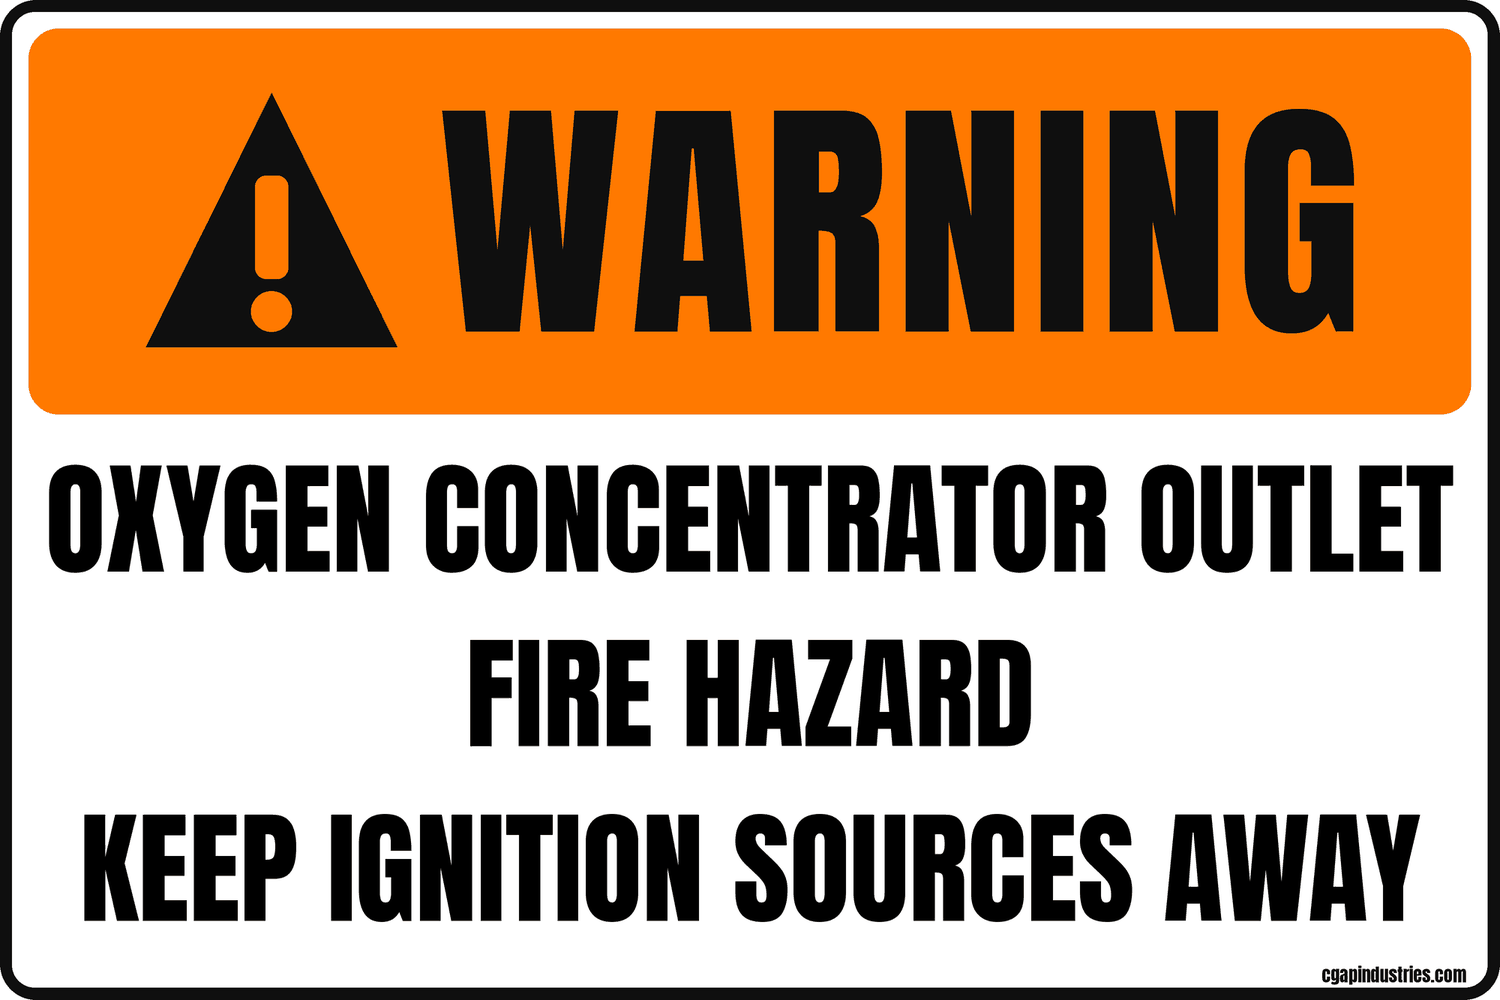 WARNING
OXYGEN CONCENTRATOR OUTLET
FIRE HAZARD
KEEP IGNITION SOURCES AWAY
cgapindustries.com